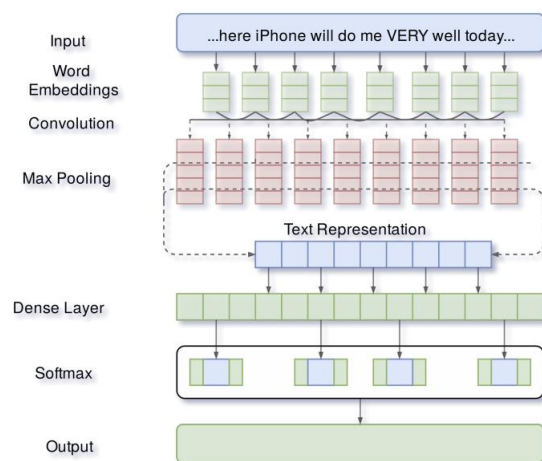 Input
...here iPhone will do me VERY well today...
Word
Embeddings
Convolution
Max Pooling
Text Representation
Dense Layer
Softmax
Output